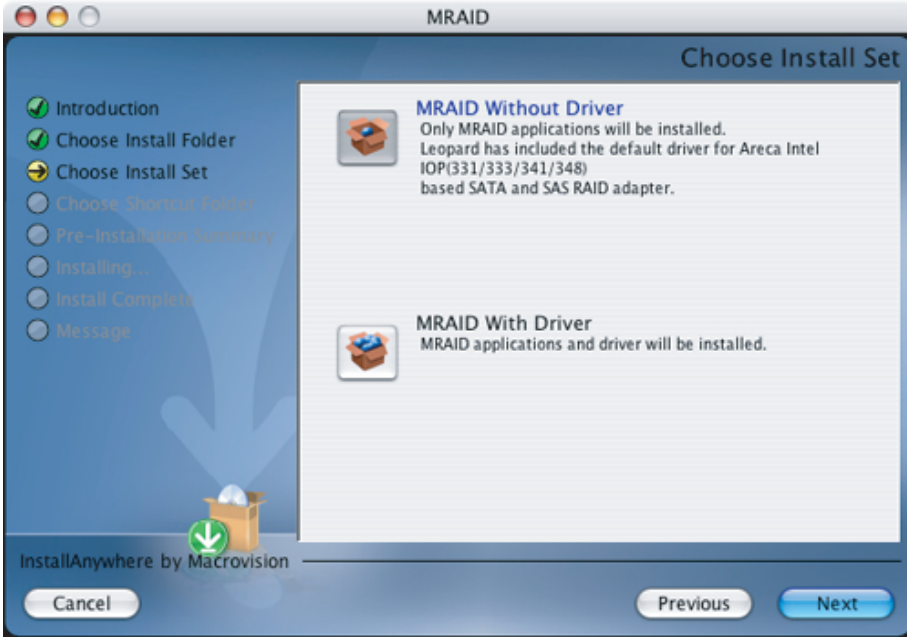 MRAID
Choose Install Set
Introduction
Choose Install Folder
Choose Install Set
Choose Shortcut Folder
Pre-Installation Summary
Installing...
Install Complete
Message
MRAID Without Driver
Only MRAID applications will be installed.
Leopard has included the default driver for Areca Intel
IOP(331/333/341/348)
based SATA and SAS RAID adapter.
MRAID With Driver
MRAID applications and driver will be installed.
InstallAnywhere by Macrovision
Cancel
Previous
Next